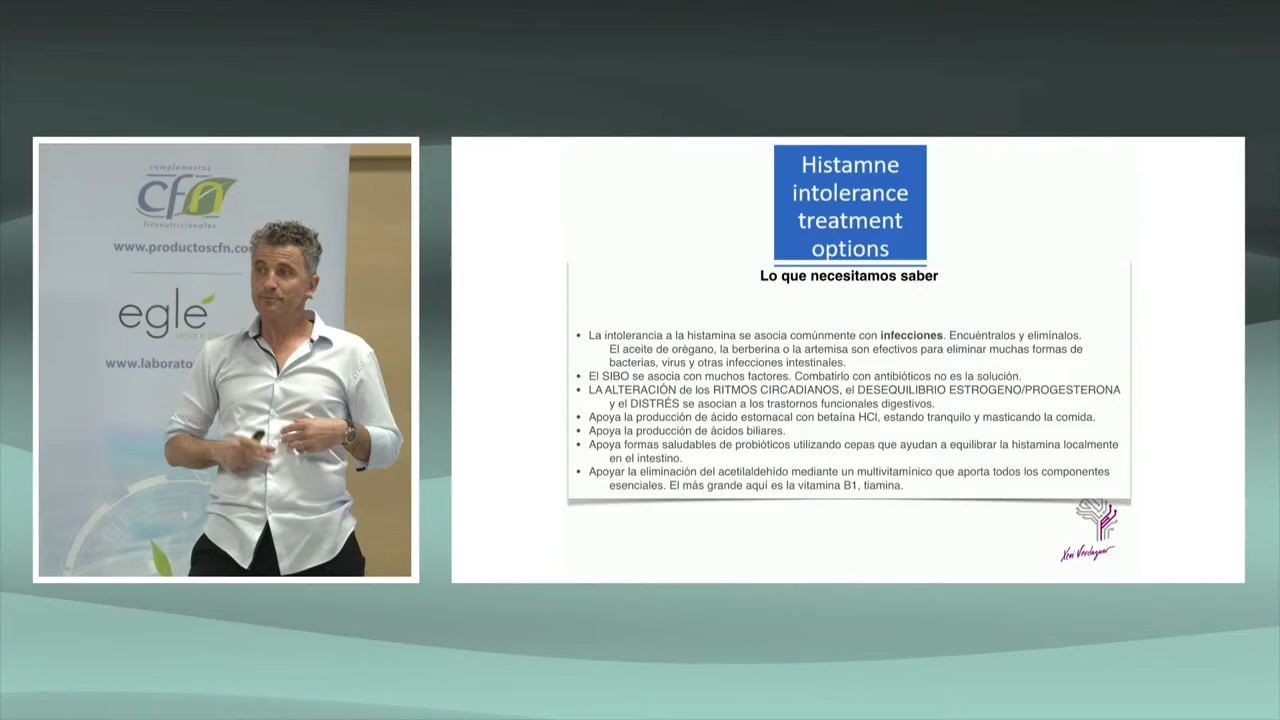 complementos
cfn
fitonutricionales
www.productoscfn.co
eglé
www.laborato
Histamne
intolerance
treatment
options
Lo que necesitamos saber
• La intolerancia a la histamina se asocia comúnmente con infecciones. Encuéntralos y eliminalos.
El aceite de orégano, la berberina o la artemisa son efectivos para eliminar muchas formas de
bacterias, virus y otras infecciones intestinales.
• El SIBO se asocia con muchos factores. Combatirlo con antibióticos no es la solución.
• LA ALTERACIÓN de los RITMOS CIRCADIANOS, el DESEQUILIBRIO ESTROGENO/PROGESTERONA
y el DISTRÉS se asocian a los trastornos funcionales digestivos.
• Apoya la producción de ácido estomacal con betaína HCl, estando tranquilo y masticando la comida.
• Apoya la producción de ácidos biliares.
• Apoya formas saludables de probióticos utilizando cepas que ayudan a equilibrar la histamina localmente
en el intestino.
• Apoyar la eliminación del acetilaldehído mediante un multivitamínico que aporta todos los componentes
esenciales. El más grande aquí es la vitamina B1, tiamina.
Xevi Verdaguer